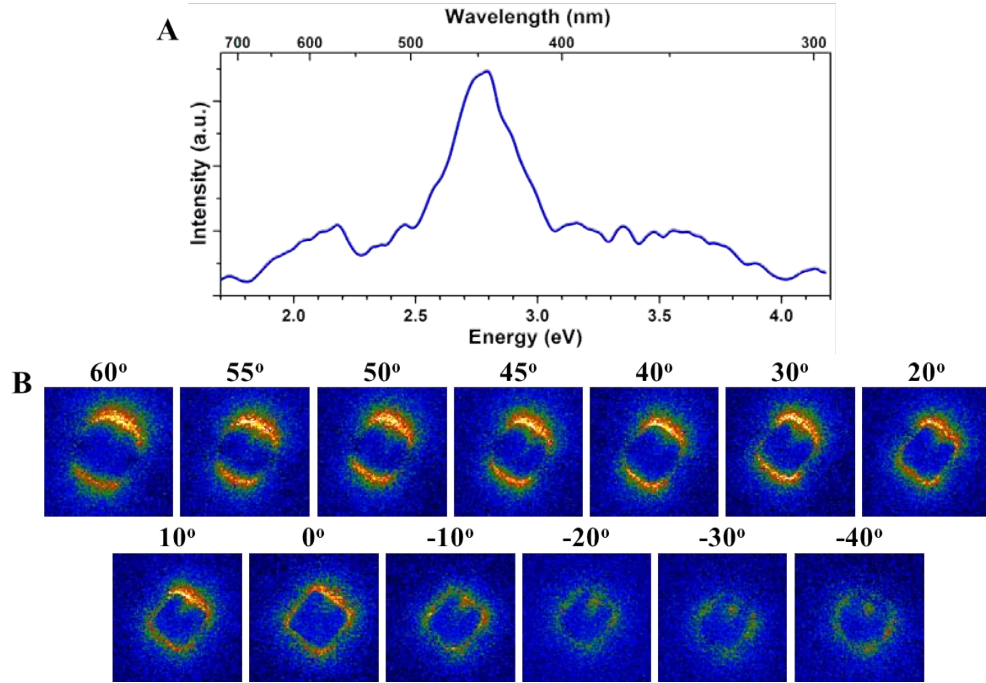 A
Wavelength (nm)
700 600 500 400 300
Intensity (a.u.)
2.0 2.5 3.0 3.5 4.0
Energy (eV)
B
60° 55° 50° 45° 40° 30° 20°
10° 0° -10° -20° -30° -40°